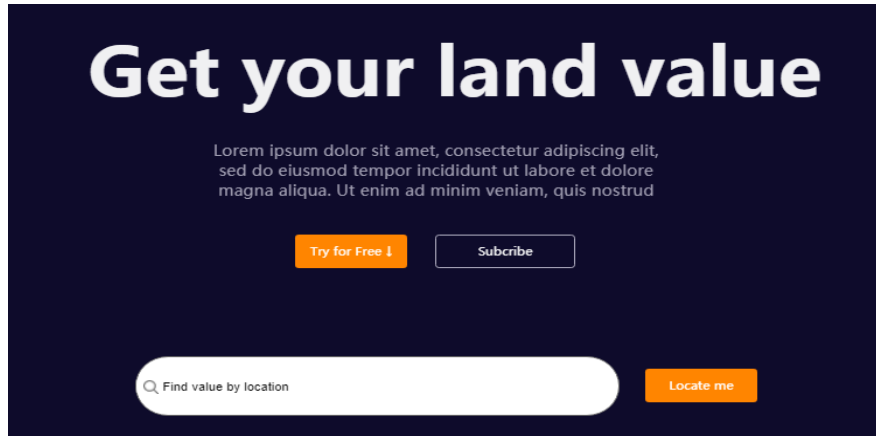 Get your land value
Lorem ipsum dolor sit amet, consectetur adipiscing elit,
sed do eiusmod tempor incididunt ut labore et dolore
magna aliqua. Ut enim ad minim veniam, quis nostrud
Try for Free ↓ Subcribe
Find value by location Locate me